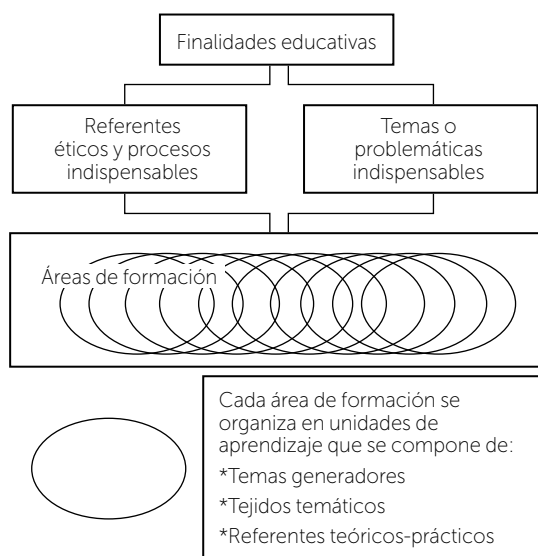 Finalidades educativas
Referentes
éticos y procesos
indispensables
Temas o
problemáticas
indispensables
Áreas de formación
Cada área de formación se
organiza en unidades de
aprendizaje que se compone de:
*Temas generadores
*Tejidos temáticos
*Referentes teóricos-prácticos